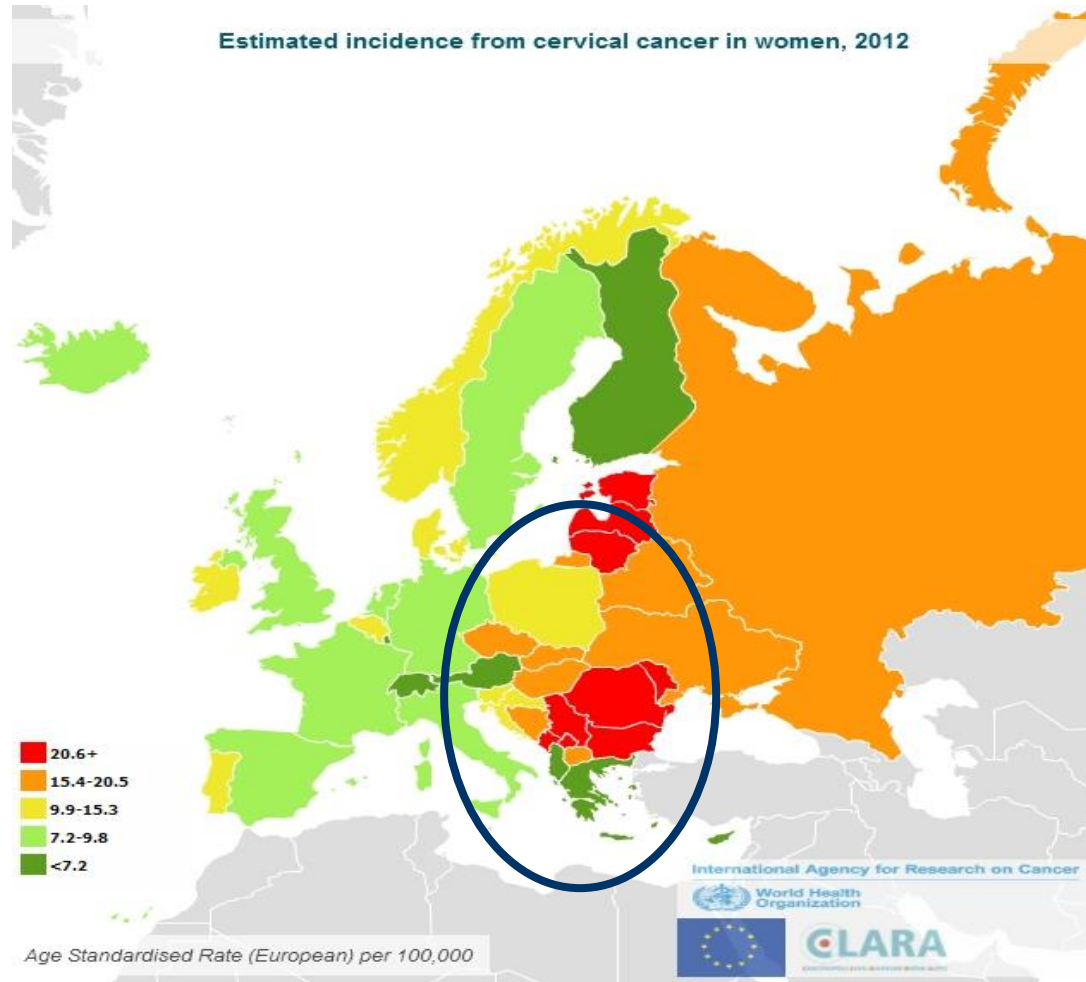 Estimated incidence from cervical cancer in women, 2012
20.6+
15.4-20.5
9.9-15.3
7.2-9.8
<7.2
International Agency for Research on Cancer
World Health
Organization
CLARA
Age Standardised Rate (European) per 100,000